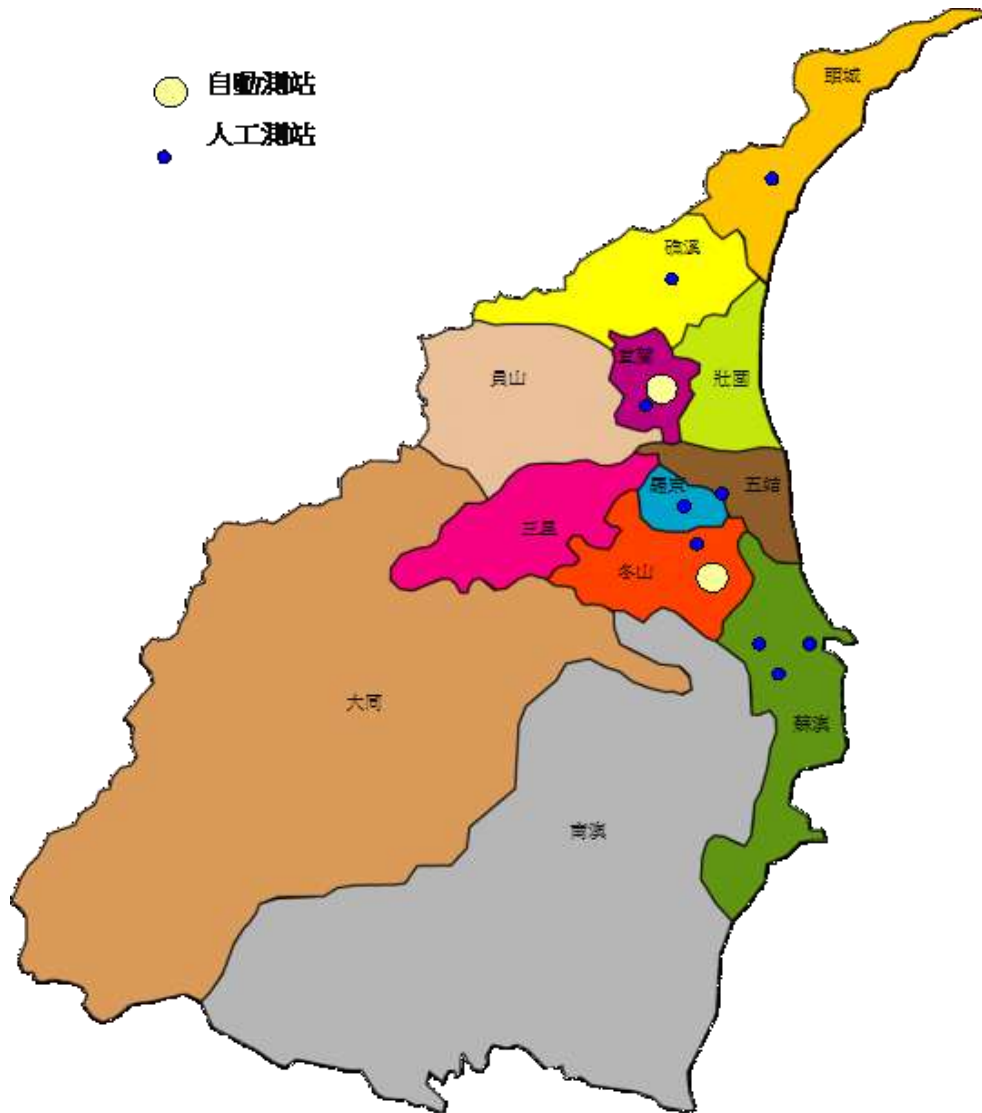 自動測站
人工測站
頭城
礁溪
宜蘭
員山
壯圍
羅東
五結
三星
冬山
大同
蘇澳
南澳